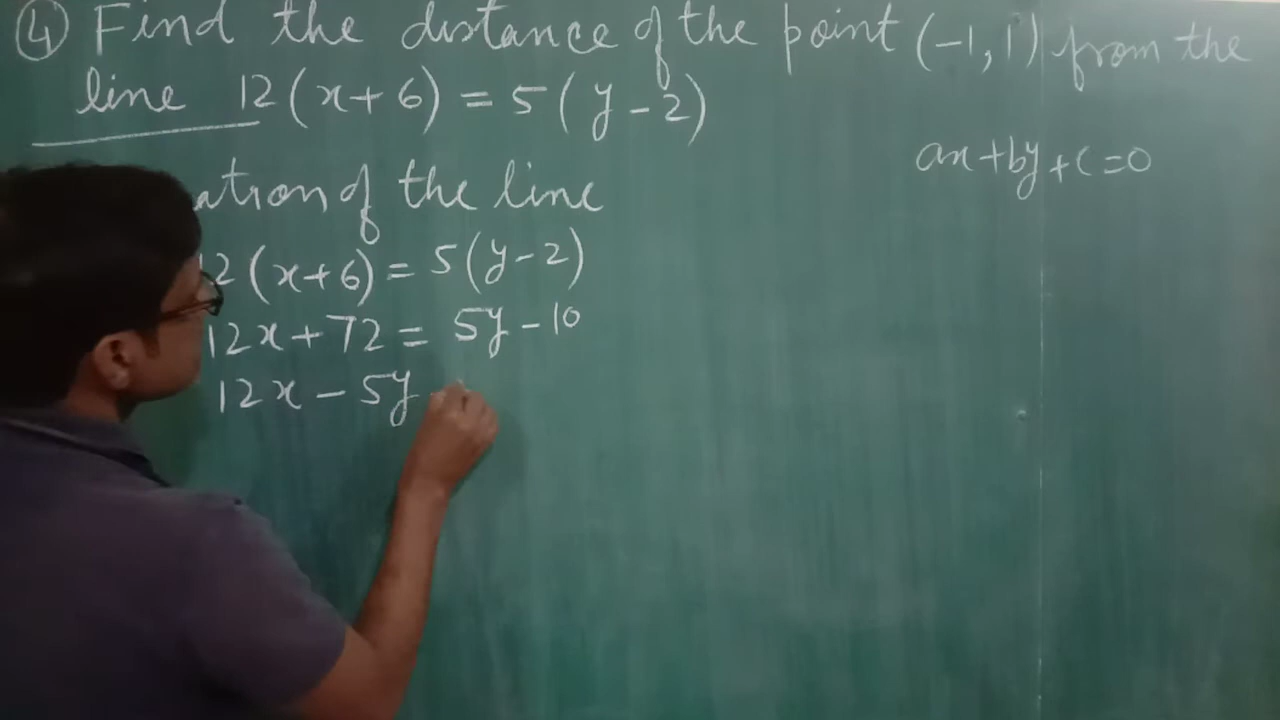 ④ Find the distance of the point (-1, 1) from the
line 12(x+6) = 5(y-2)
ax+by+c=0
of the line
2(x+6) = 5(y-2)
12x+72 = 5y-10
12x - 5y